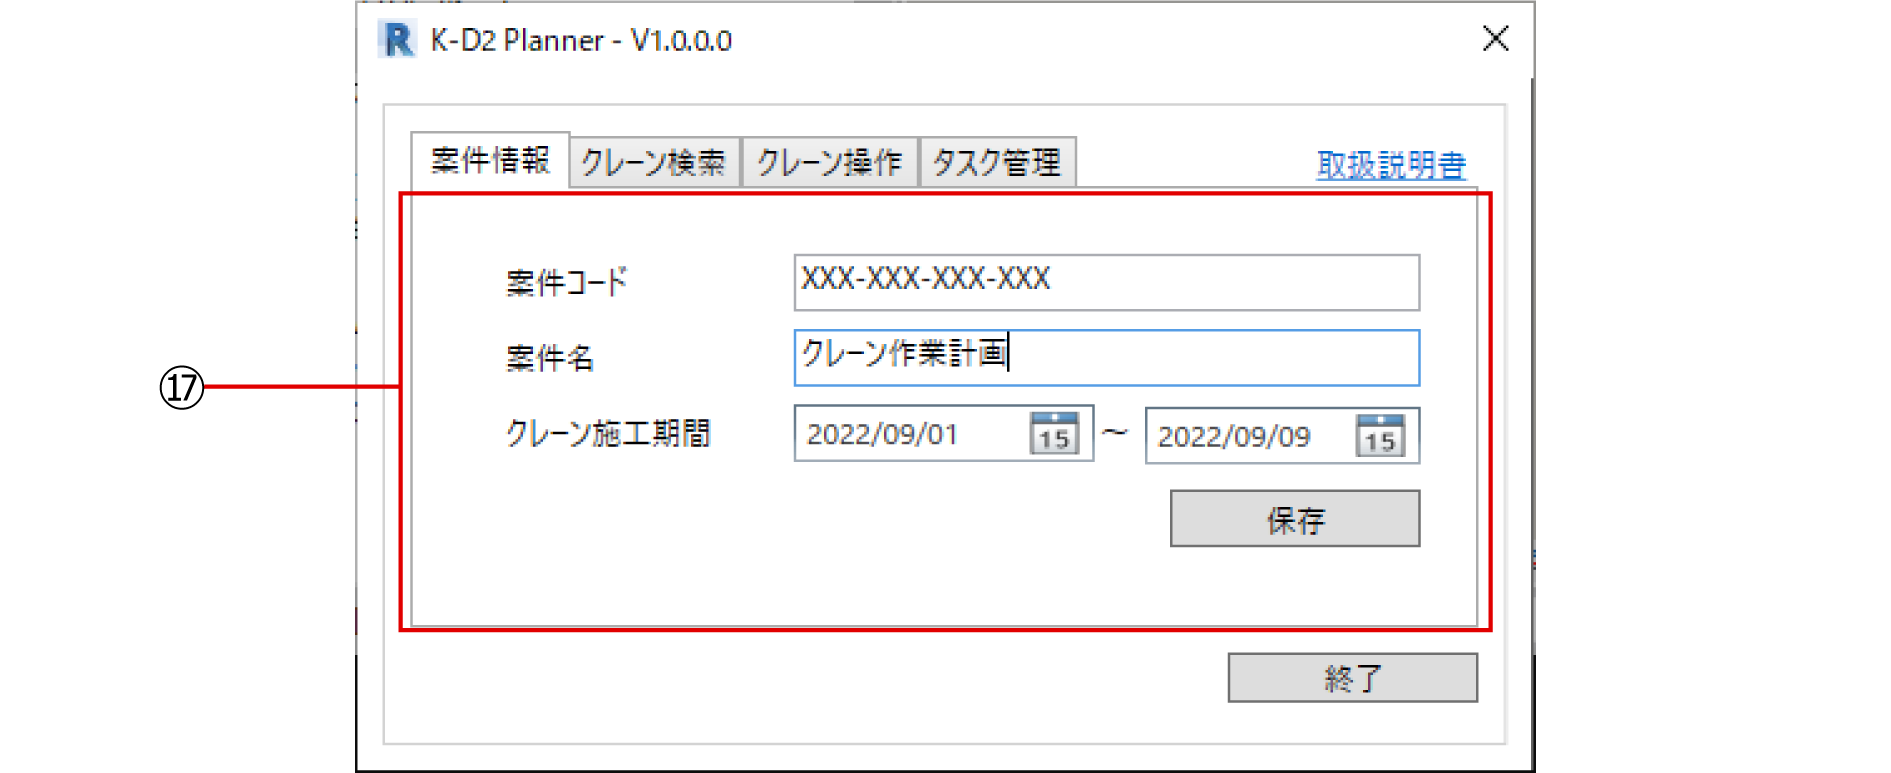 K-D2 Planner - V1.0.0.0
案件情報 クレーン検索 クレーン操作 タスク管理 取扱説明書
案件コード XXX-XXX-XXX-XXX
案件名 クレーン作業計画
⑰
クレーン施工期間 2022/09/01 15 ~ 2022/09/09 15
保存
終了